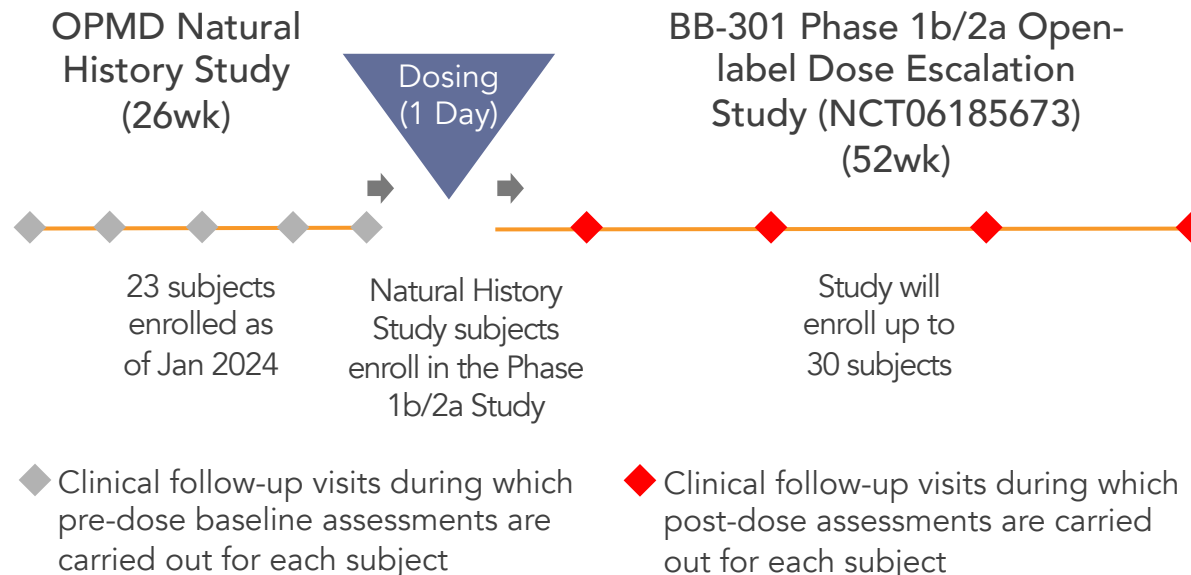 OPMD Natural
History Study
(26wk)
Dosing
(1 Day)
BB-301 Phase 1b/2a Open-
label Dose Escalation
Study (NCT06185673)
(52wk)
23 subjects
enrolled as
of Jan 2024
Natural History
Study subjects
enroll in the Phase
1b/2a Study
Study will
enroll up to
30 subjects
Clinical follow-up visits during which
pre-dose baseline assessments are
carried out for each subject
Clinical follow-up visits during which
post-dose assessments are carried
out for each subject